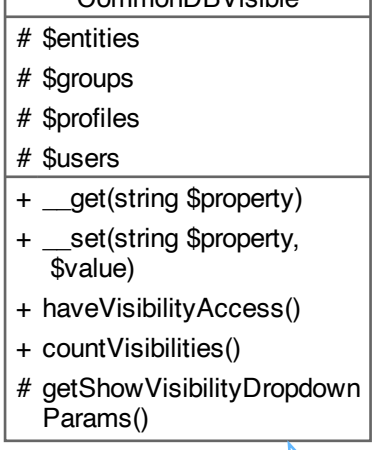 CommonDBVisible
# $entities
# $groups
# $profiles
# $users
+ __get(string $property)
+ __set(string $property,
$value)
+ haveVisibilityAccess()
+ countVisibilities()
# getShowVisibilityDropdown
Params()